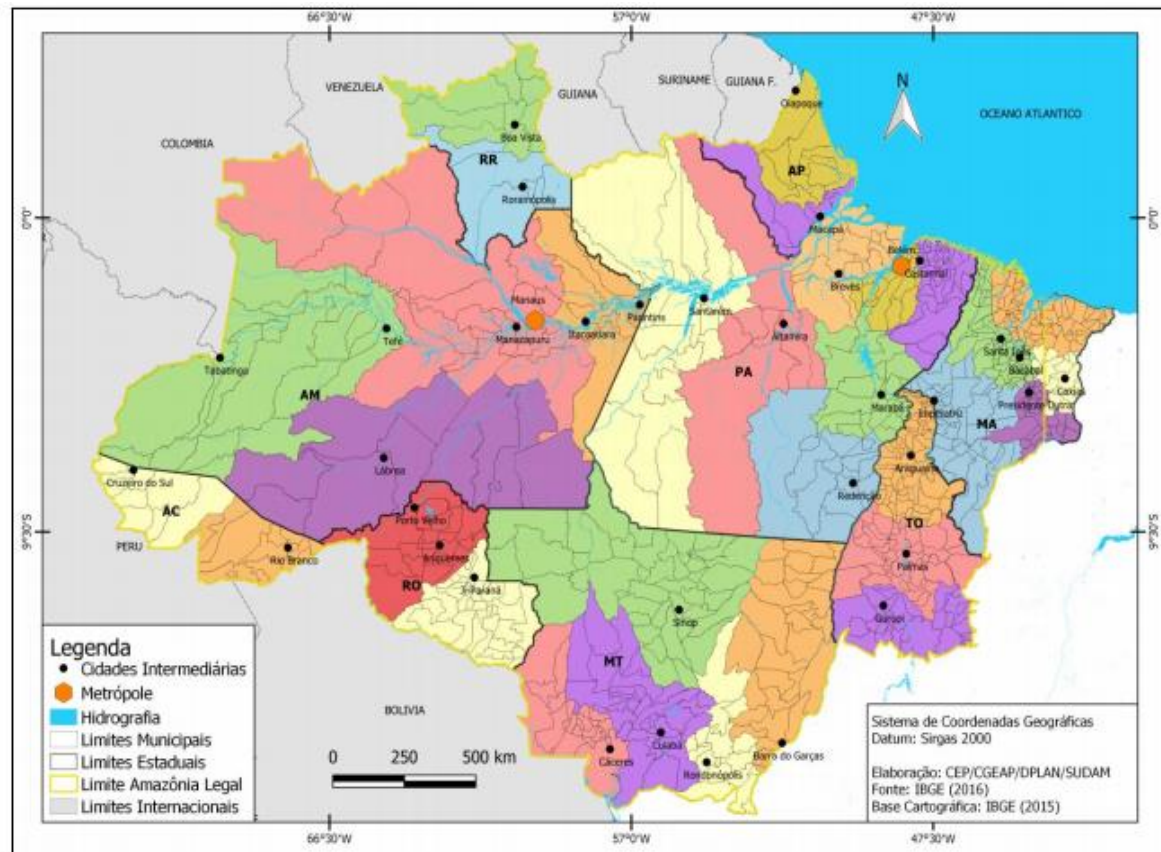 66°30'W 57°0'W 47°30'W
VENEZUELA
GUIANA
SURINAME
GUIANA F.
N
OCEANO ATLANTICO
COLOMBIA
Oiapoque
Boa Vista
RR
AP
Roraínopolis
0°0'
0°0'
Macapá
Belém
Castanhal
Breves
Manaus
Parintins
Santarém
Manazapuru
Itacoatiara
Altamira
Tefé
Tabatinga
Santa Inês
Bacabal
Caxias
PA
AM
Marabá
Imperatriz
Presidente Dutra
MA
Lábrea
Araguaína
Cruzeiro do Sul
Redenção
AC
TO
Porto Velho
9°30'S
9°30'S
PERU
Rio Branco
Ariquemes
Palmas
RO
Ji-Paraná
Gurupi
Sinop
MT
Legenda
Cidades Intermediárias
Metrópole
Hidrografia
Limites Municipais
Limites Estaduais
Limite Amazônia Legal
Limites Internacionais
BOLIVIA
0 250 500 km
Cuiabá
Cáceres
Rondonópolis
Barro do Garças
Sistema de Coordenadas Geográficas
Datum: Sirgas 2000
Elaboração: CEP/CGEAP/DPLAN/SUDAM
Fonte: IBGE (2016)
Base Cartográfica: IBGE (2015)
66°30'W 57°0'W 47°30'W